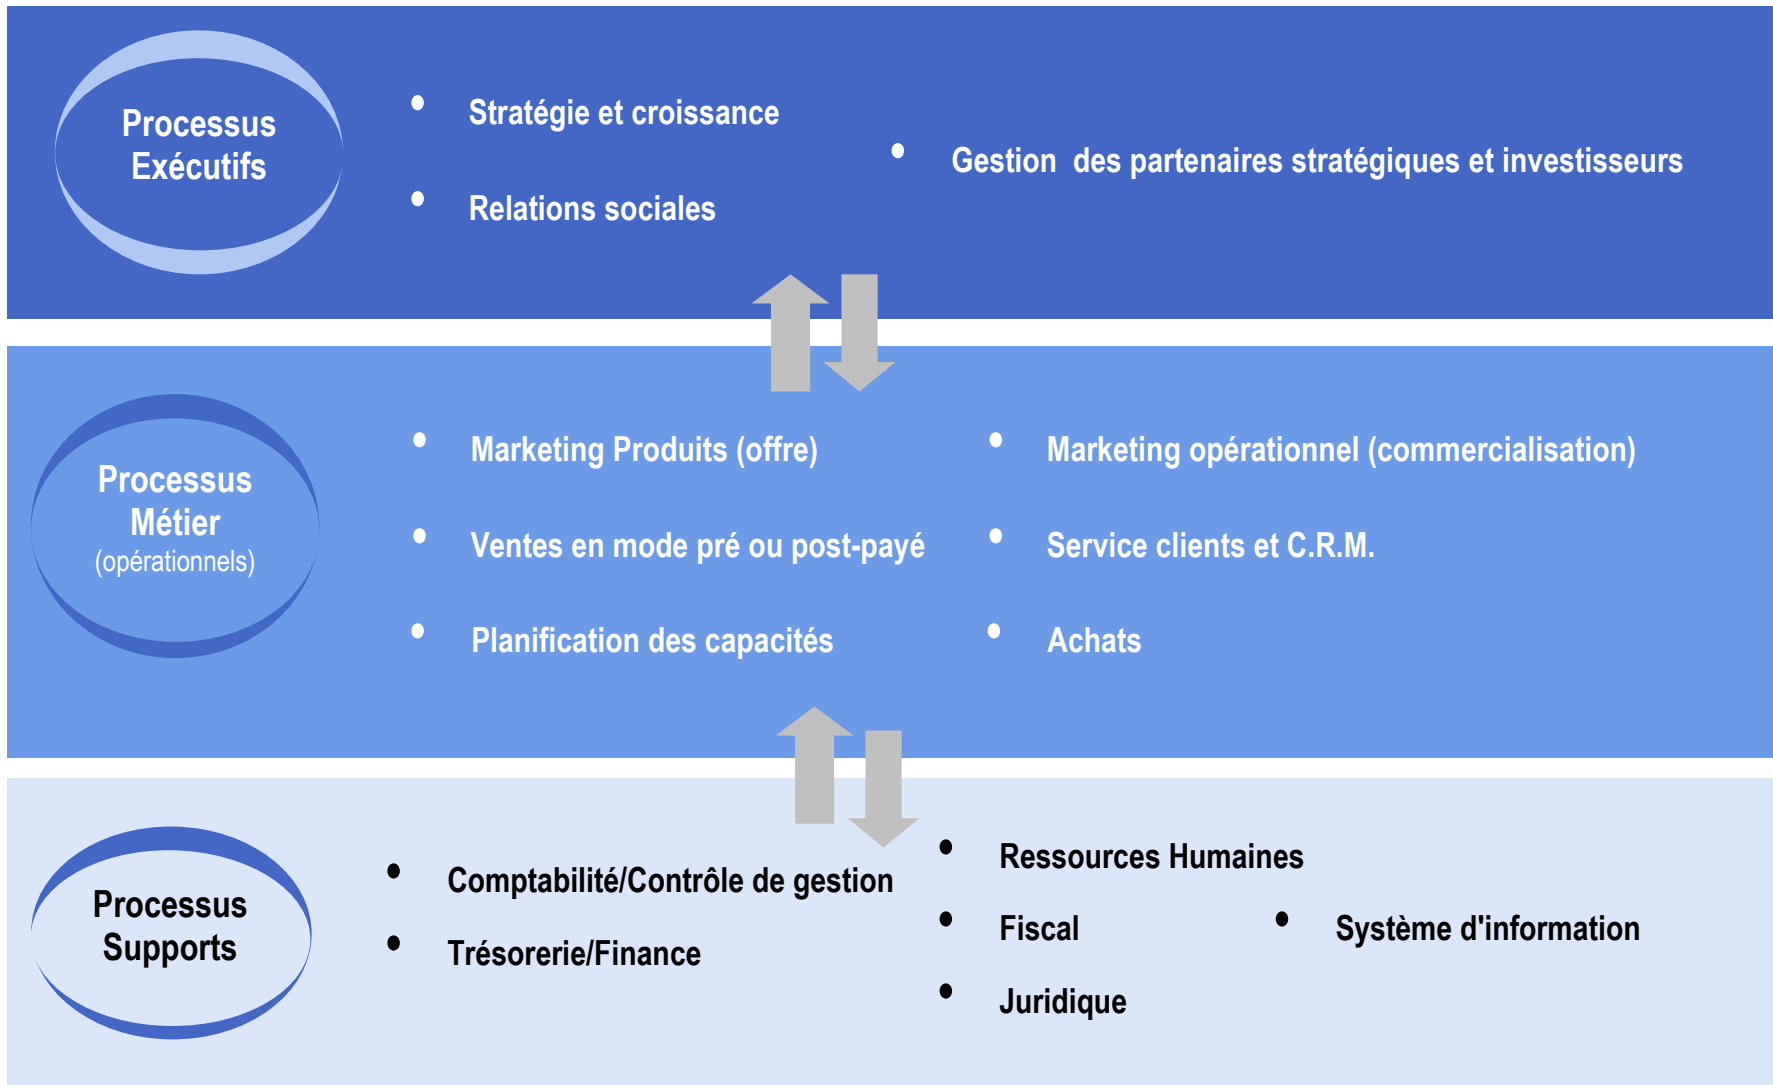 Processus
Exécutifs
• Stratégie et croissance
• Relations sociales
• Gestion des partenaires stratégiques et investisseurs
Processus
Métier
(opérationnels)
• Marketing Produits (offre)
• Ventes en mode pré ou post-payé
• Planification des capacités
• Marketing opérationnel (commercialisation)
• Service clients et C.R.M.
• Achats
Processus
Supports
• Comptabilité/Contrôle de gestion
• Trésorerie/Finance
• Ressources Humaines
• Fiscal
• Juridique
• Système d'information